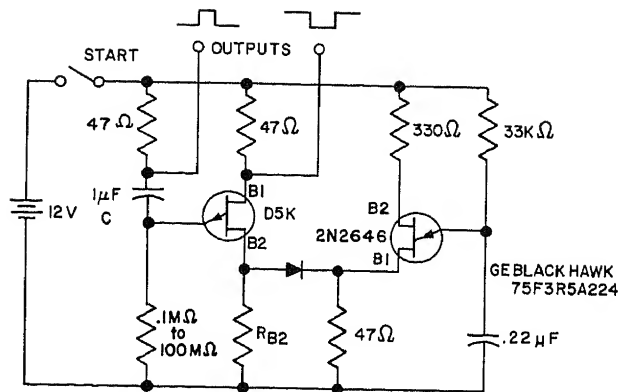 START
OUTPUTS
47Ω
47Ω
330Ω
33KΩ
1µF
C
B1
D5K
B2
12V
B2
2N2646
B1
GE BLACK HAWK
75F3R5A224
.1MΩ
to
100MΩ
RB2
47Ω
.22µF